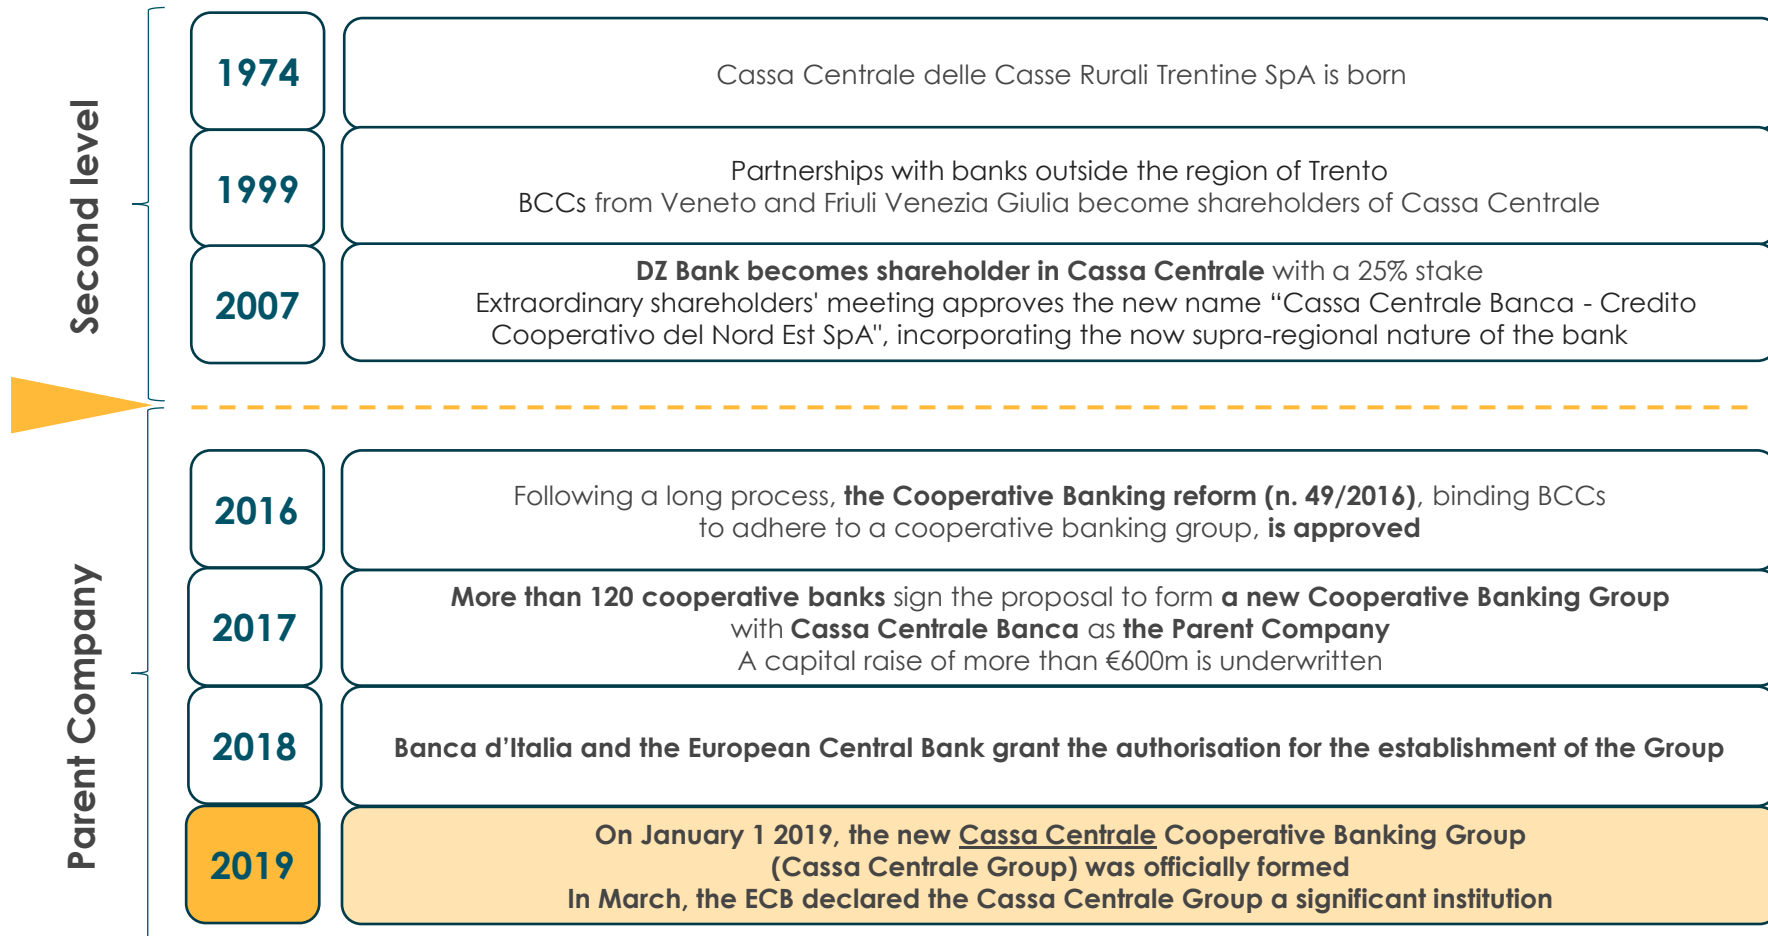 Second level
1974
Cassa Centrale delle Casse Rurali Trentine SpA is born
1999
Partnerships with banks outside the region of Trento
BCCs from Veneto and Friuli Venezia Giulia become shareholders of Cassa Centrale
2007
DZ Bank becomes shareholder in Cassa Centrale with a 25% stake
Extraordinary shareholders' meeting approves the new name “Cassa Centrale Banca - Credito
Cooperativo del Nord Est SpA", incorporating the now supra-regional nature of the bank
Parent Company
2016
Following a long process, the Cooperative Banking reform (n. 49/2016), binding BCCs
to adhere to a cooperative banking group, is approved
2017
More than 120 cooperative banks sign the proposal to form a new Cooperative Banking Group
with Cassa Centrale Banca as the Parent Company
A capital raise of more than €600m is underwritten
2018
Banca d’Italia and the European Central Bank grant the authorisation for the establishment of the Group
2019
On January 1 2019, the new Cassa Centrale Cooperative Banking Group
(Cassa Centrale Group) was officially formed
In March, the ECB declared the Cassa Centrale Group a significant institution